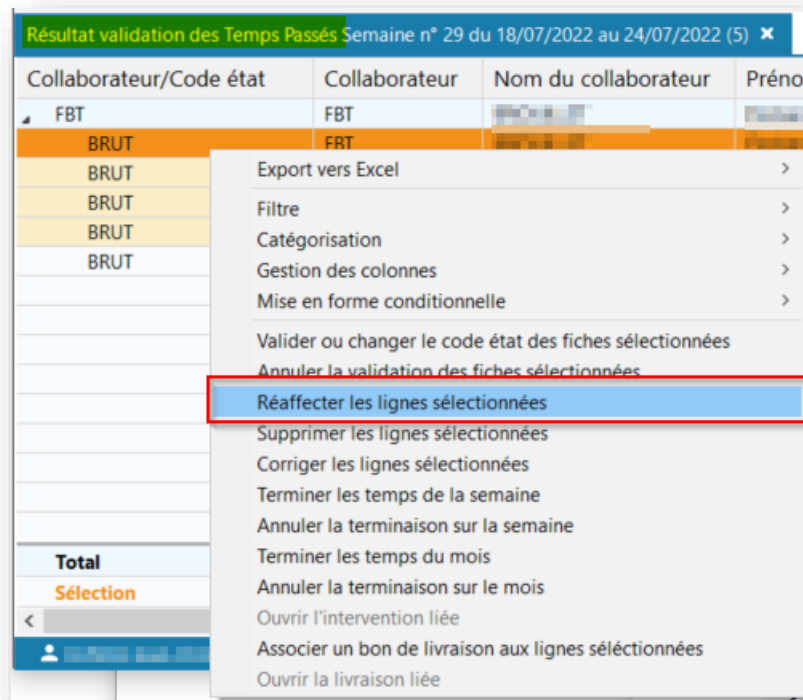 Résultat validation des Temps Passés Semaine n° 29 du 18/07/2022 au 24/07/2022 (5) ×
Collaborateur/Code état Collaborateur Nom du collaborateur Préno
FBT FBT
BRUT FBT
BRUT
BRUT
BRUT
BRUT
Export vers Excel
Filtre
Catégorisation
Gestion des colonnes
Mise en forme conditionnelle
Valider ou changer le code état des fiches sélectionnées
Annuler la validation des fiches sélectionnées
Réaffecter les lignes sélectionnées
Supprimer les lignes sélectionnées
Corriger les lignes sélectionnées
Terminer les temps de la semaine
Annuler la terminaison sur la semaine
Terminer les temps du mois
Annuler la terminaison sur le mois
Ouvrir l'intervention liée
Associer un bon de livraison aux lignes séléctionnées
Ouvrir la livraison liée
Total
Sélection